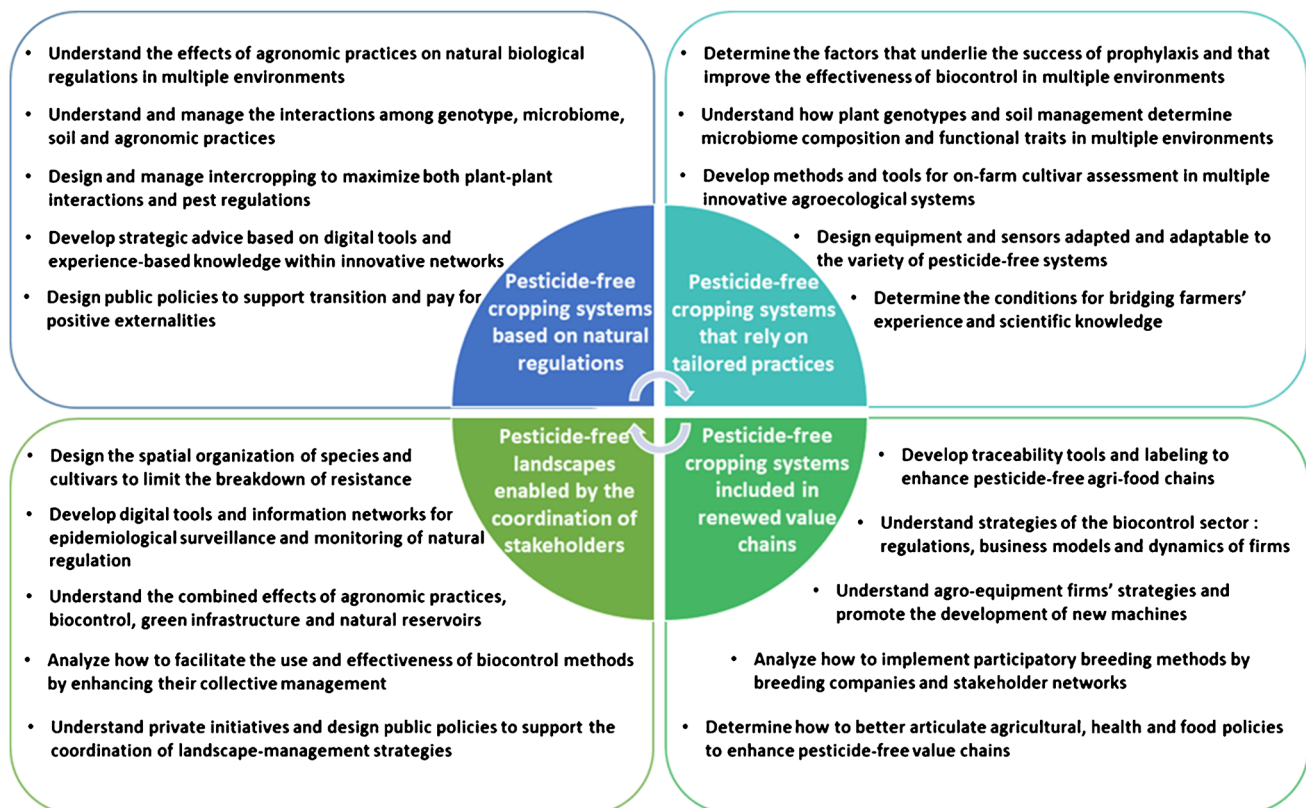 • Understand the effects of agronomic practices on natural biological
regulations in multiple environments
• Understand and manage the interactions among genotype, microbiome,
soil and agronomic practices
• Design and manage intercropping to maximize both plant-plant
interactions and pest regulations
• Develop strategic advice based on digital tools and
experience-based knowledge within innovative networks
• Design public policies to support transition and pay for
positive externalities
Pesticide-free
cropping systems
based on natural
regulations
• Determine the factors that underlie the success of prophylaxis and that
improve the effectiveness of biocontrol in multiple environments
• Understand how plant genotypes and soil management determine
microbiome composition and functional traits in multiple environments
• Develop methods and tools for on-farm cultivar assessment in multiple
innovative agroecological systems
• Design equipment and sensors adapted and adaptable to
the variety of pesticide-free systems
• Determine the conditions for bridging farmers'
experience and scientific knowledge
Pesticide-free
cropping systems
that rely on
tailored practices
• Design the spatial organization of species and
cultivars to limit the breakdown of resistance
• Develop digital tools and information networks for
epidemiological surveillance and monitoring of natural
regulation
• Understand the combined effects of agronomic practices,
biocontrol, green infrastructure and natural reservoirs
• Analyze how to facilitate the use and effectiveness of biocontrol methods
by enhancing their collective management
• Understand private initiatives and design public policies to support the
coordination of landscape-management strategies
Pesticide-free
landscapes
enabled by the
coordination of
stakeholders
Pesticide-free
cropping systems
included in
renewed value
chains
• Develop traceability tools and labeling to
enhance pesticide-free agri-food chains
• Understand strategies of the biocontrol sector :
regulations, business models and dynamics of firms
• Understand agro-equipment firms' strategies and
promote the development of new machines
• Analyze how to implement participatory breeding methods by
breeding companies and stakeholder networks
• Determine how to better articulate agricultural, health and food policies
to enhance pesticide-free value chains